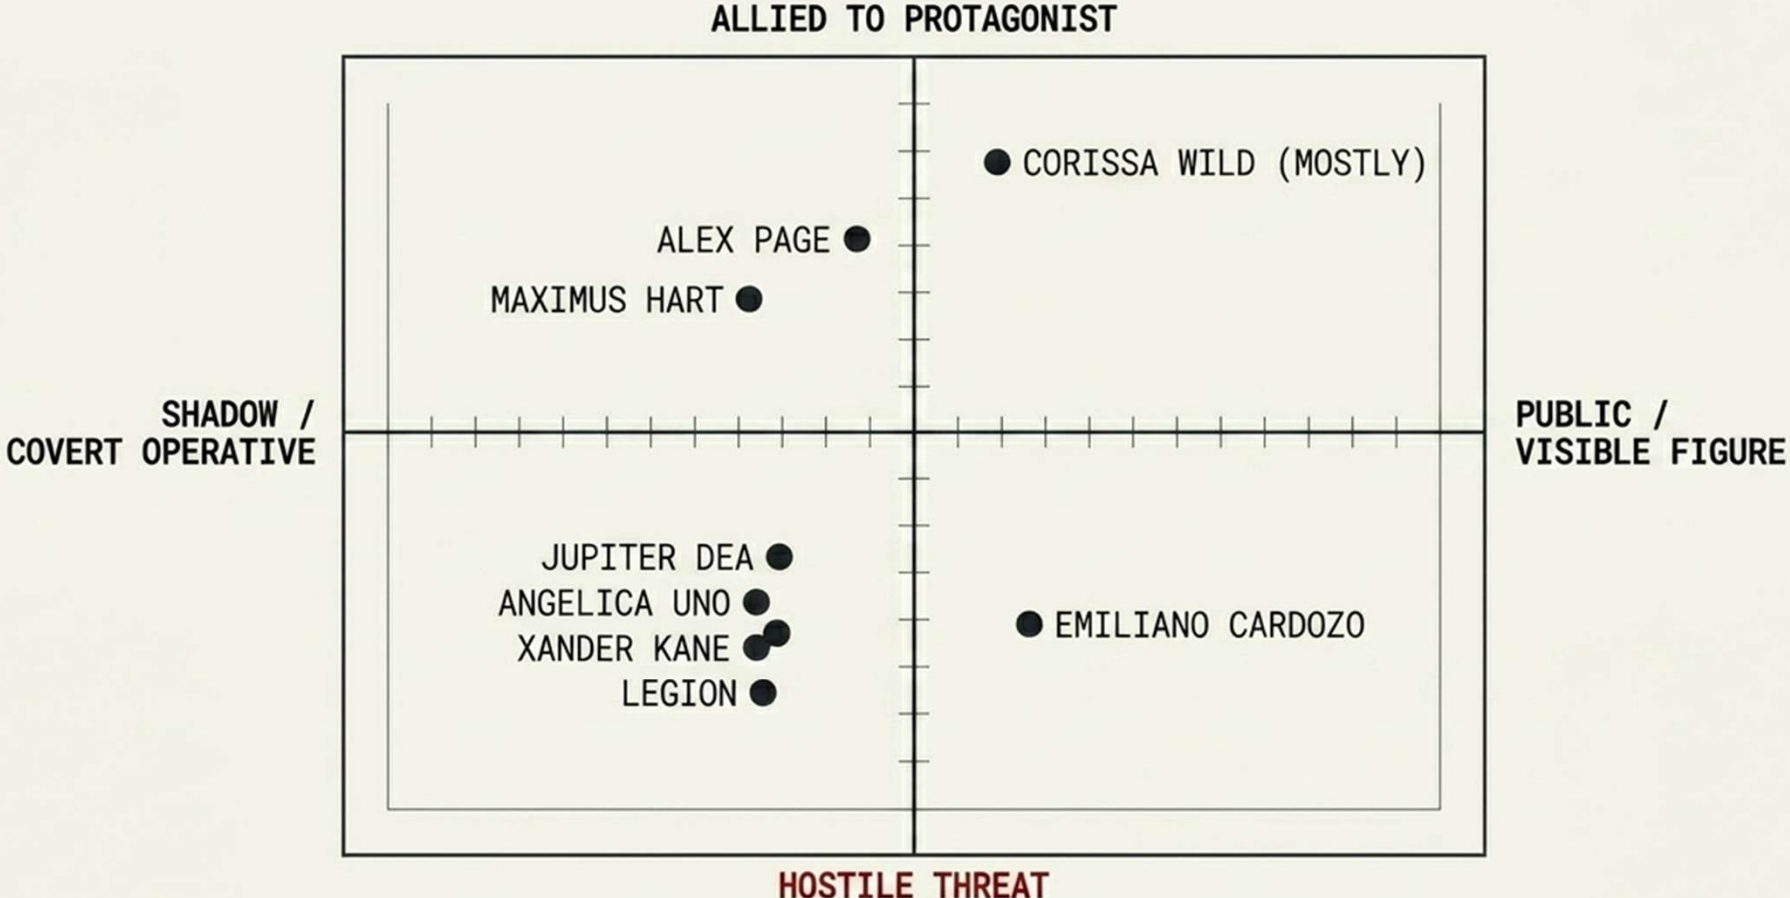 ALLIED TO PROTAGONIST
CORISSA WILD (MOSTLY)
ALEX PAGE
MAXIMUS HART
SHADOW /
COVERT OPERATIVE
PUBLIC /
VISIBLE FIGURE
JUPITER DEA
ANGELICA UNO
EMILIANO CARDOZO
XANDER KANE
LEGION
HOSTILE THREAT